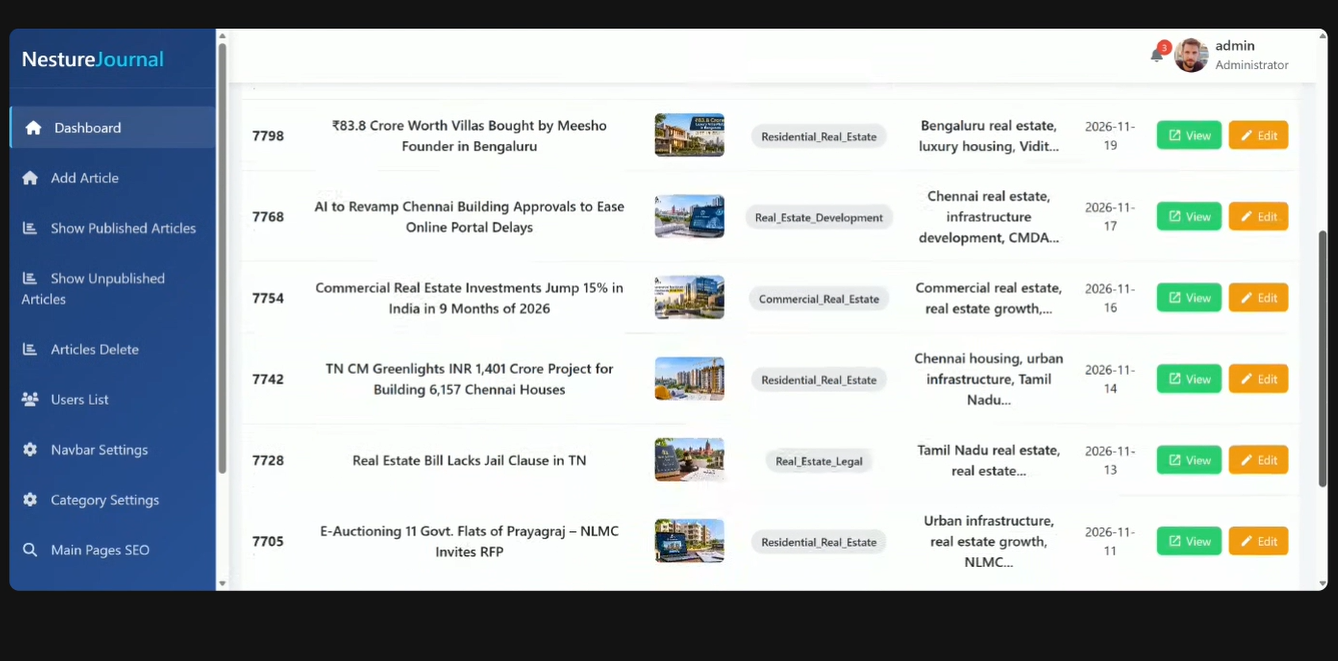 NestureJournal
3
admin
Administrator
Dashboard
Add Article
Show Published Articles
Show Unpublished
Articles
Articles Delete
Users List
Navbar Settings
Category Settings
Main Pages SEO
7798
₹83.8 Crore Worth Villas Bought by Meesho
Founder in Bengaluru
Residential_Real_Estate
Bengaluru real estate,
luxury housing, Vidit...
2026-11-
19
View
Edit
7768
AI to Revamp Chennai Building Approvals to Ease
Online Portal Delays
Real_Estate_Development
Chennai real estate,
infrastructure
development, CMDA...
2026-11-
17
View
Edit
7754
Commercial Real Estate Investments Jump 15% in
India in 9 Months of 2026
Commercial_Real_Estate
Commercial real estate,
real estate growth,...
2026-11-
16
View
Edit
7742
TN CM Greenlights INR 1,401 Crore Project for
Building 6,157 Chennai Houses
Residential_Real_Estate
Chennai housing, urban
infrastructure, Tamil
Nadu...
2026-11-
14
View
Edit
7728
Real Estate Bill Lacks Jail Clause in TN
Real_Estate_Legal
Tamil Nadu real estate,
real estate...
2026-11-
13
View
Edit
7705
E-Auctioning 11 Govt. Flats of Prayagraj – NLMC
Invites RFP
Residential_Real_Estate
Urban infrastructure,
real estate growth,
NLMC...
2026-11-
11
View
Edit